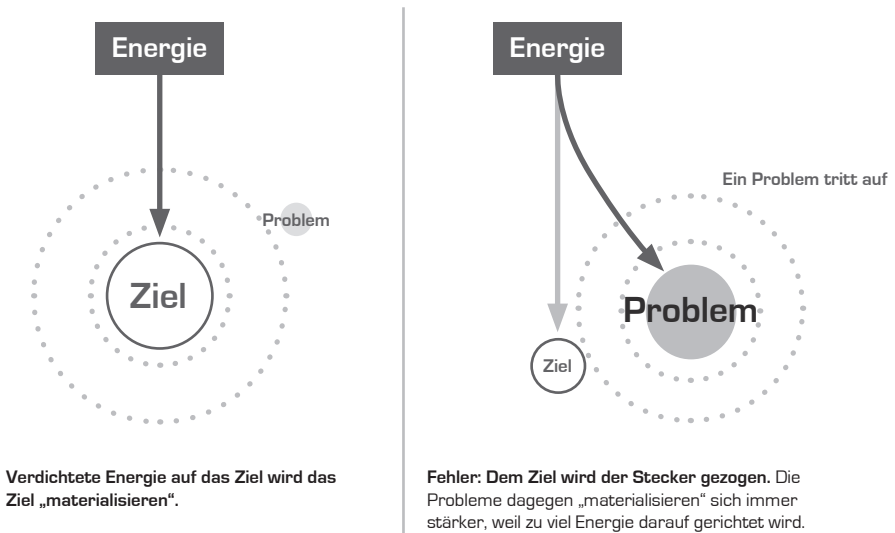 Energie
Problem
Ziel
Verdichtete Energie auf das Ziel wird das
Ziel „materialisieren“.
Energie
Ein Problem tritt auf
Problem
Ziel
Fehler: Dem Ziel wird der Stecker gezogen. Die
Probleme dagegen „materialisieren“ sich immer
stärker, weil zu viel Energie darauf gerichtet wird.